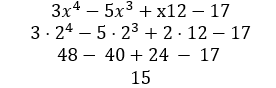 3x⁴ − 5x³ + x12 − 17
3 · 2⁴ − 5 · 2³ + 2 · 12 − 17
48 − 40 + 24 − 17
15